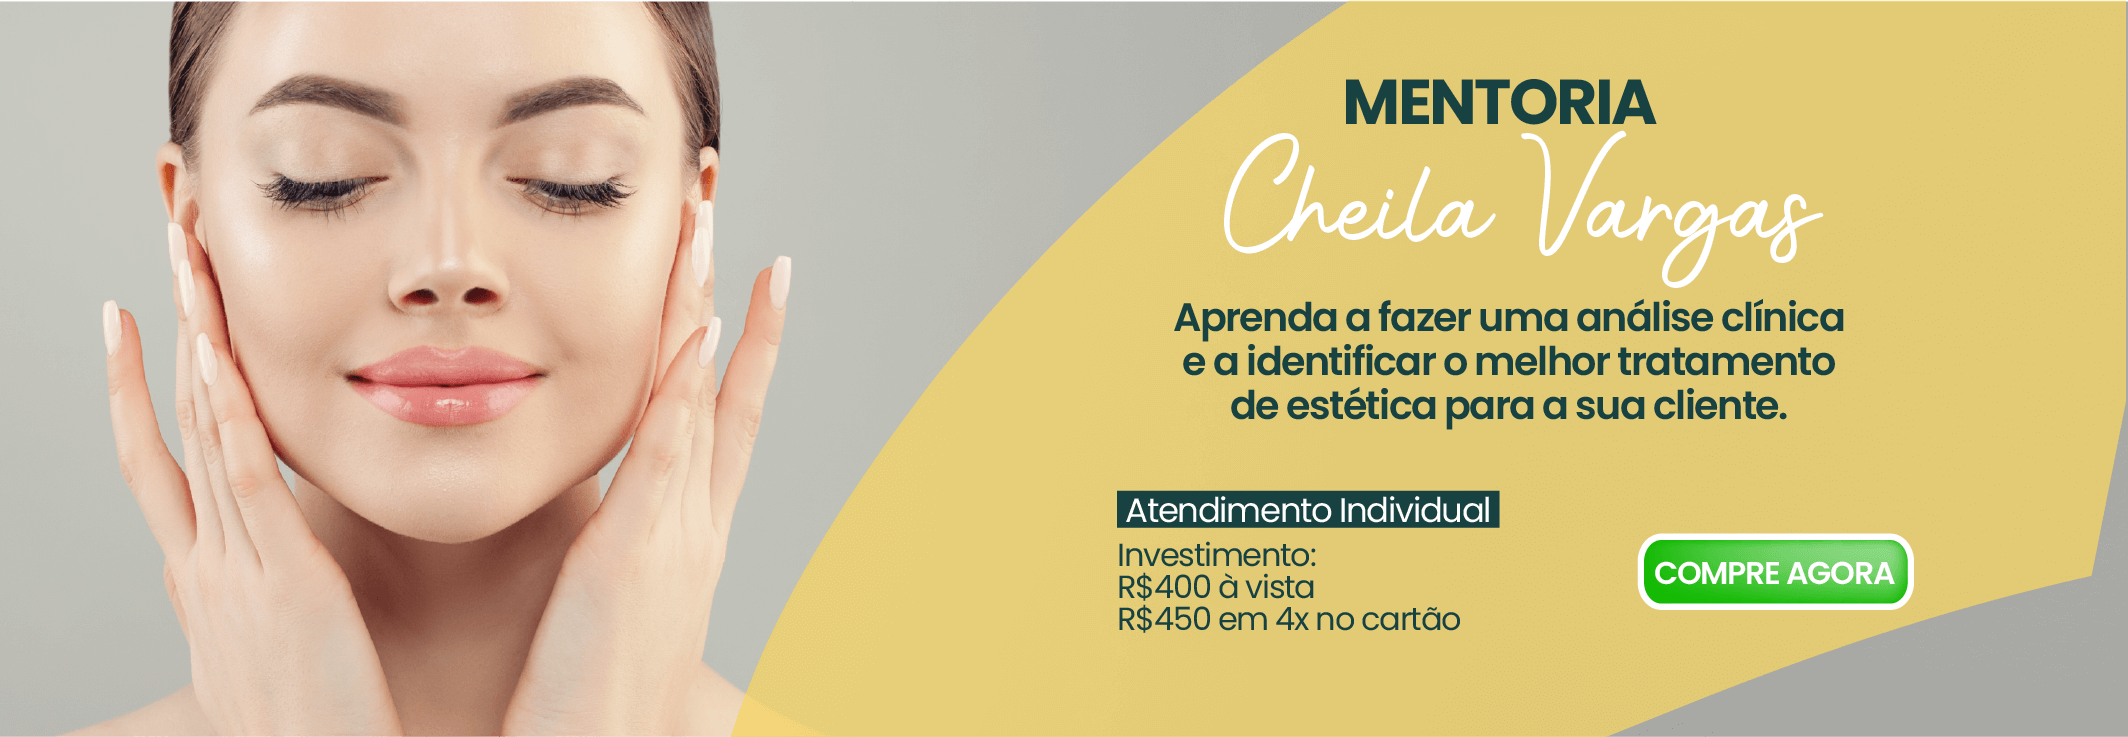 MENTORIA
Cheila Vargas
Aprenda a fazer uma análise clínica
e a identificar o melhor tratamento
de estética para a sua cliente.
Atendimento Individual
Investimento:
R$400 à vista
R$450 em 4x no cartão
COMPRE AGORA